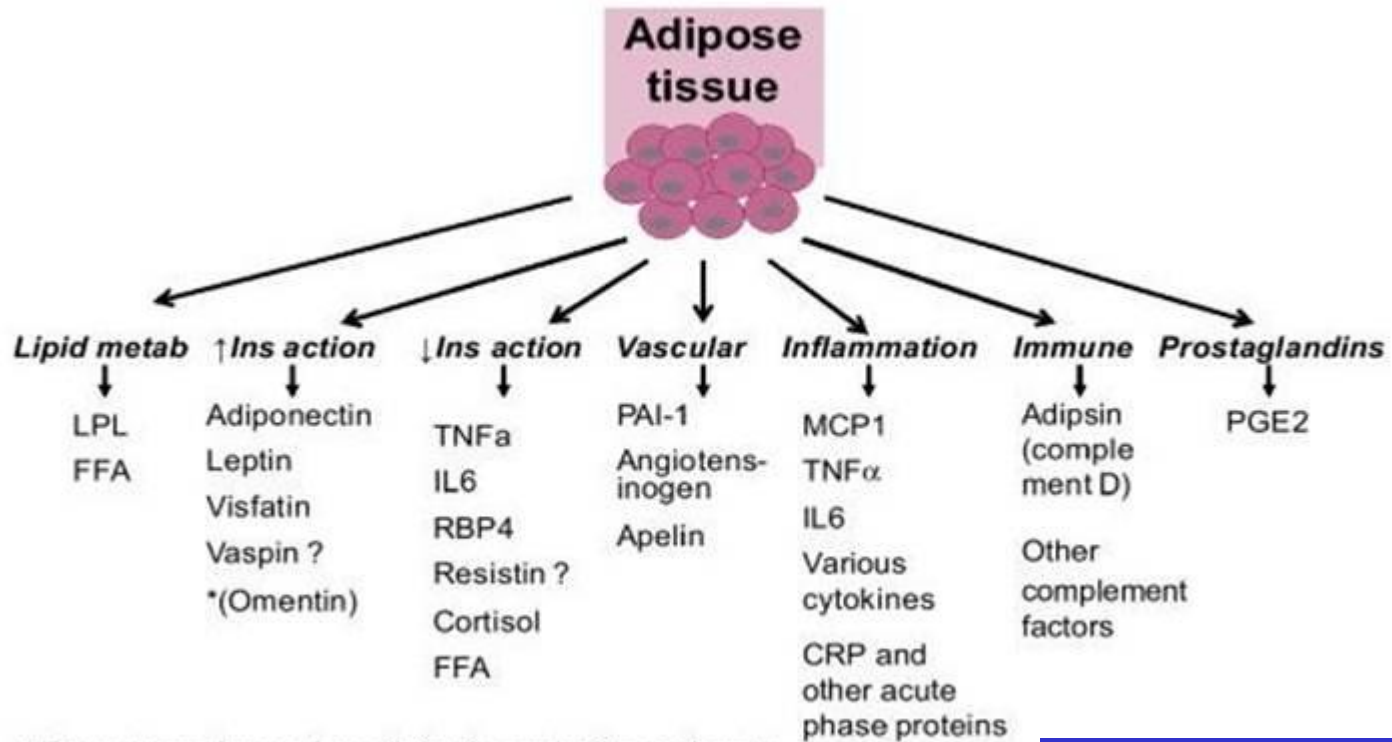 Adipose
tissue
Lipid metab
LPL
FFA
↑Ins action
Adiponectin
Leptin
Visfatin
Vaspin ?
*(Omentin)
↓Ins action
TNFa
IL6
RBP4
Resistin ?
Cortisol
FFA
Vascular
PAI-1
Angiotens-
inogen
Apelin
Inflammation
MCP1
TNFα
IL6
Various
cytokines
CRP and
other acute
phase proteins
Immune
Adipsin
(comple
ment D)
Other
complement
factors
Prostaglandins
PGE2